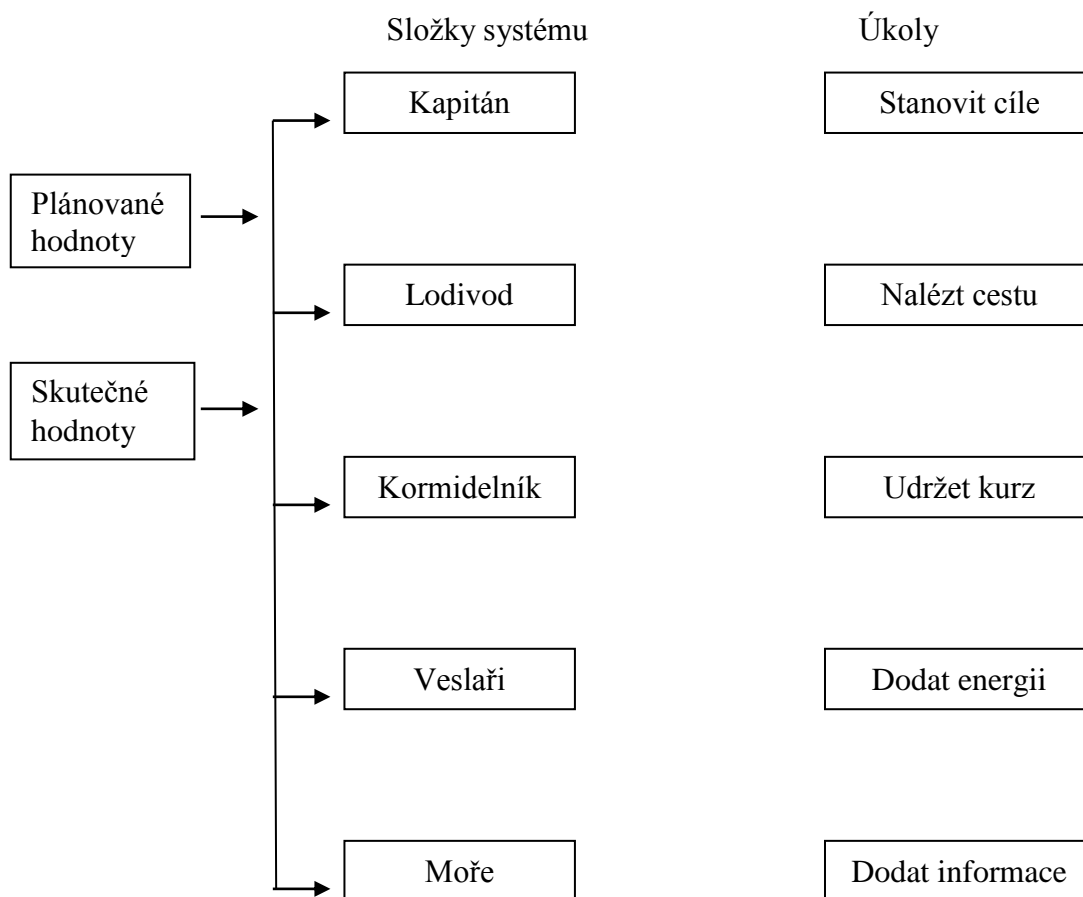 Složky systému
Úkoly
Kapitán
Stanovit cíle
Plánované
hodnoty
Lodivod
Nalézt cestu
Skutečné
hodnoty
Kormidelník
Udržet kurz
Veslaři
Dodat energii
Moře
Dodat informace